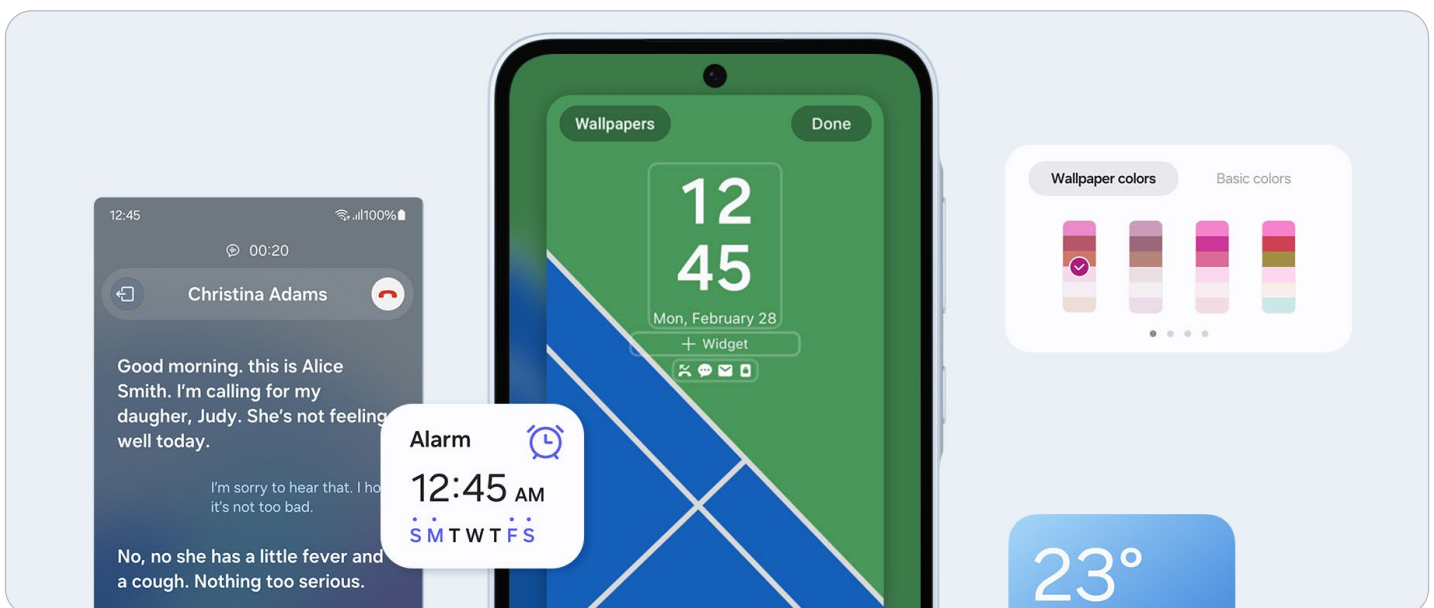 12:45
100%
00:20
Christina Adams
Good morning. this is Alice
Smith. I'm calling for my
daugher, Judy. She's not feeling
well today.
I'm sorry to hear that. I ho
it's not too bad.
No, no she has a little fever and
a cough. Nothing too serious.
Alarm
12:45 AM
S M T W T F S
Wallpapers
Done
12
45
Mon, February 28
+ Widget
Wallpaper colors
Basic colors
23°